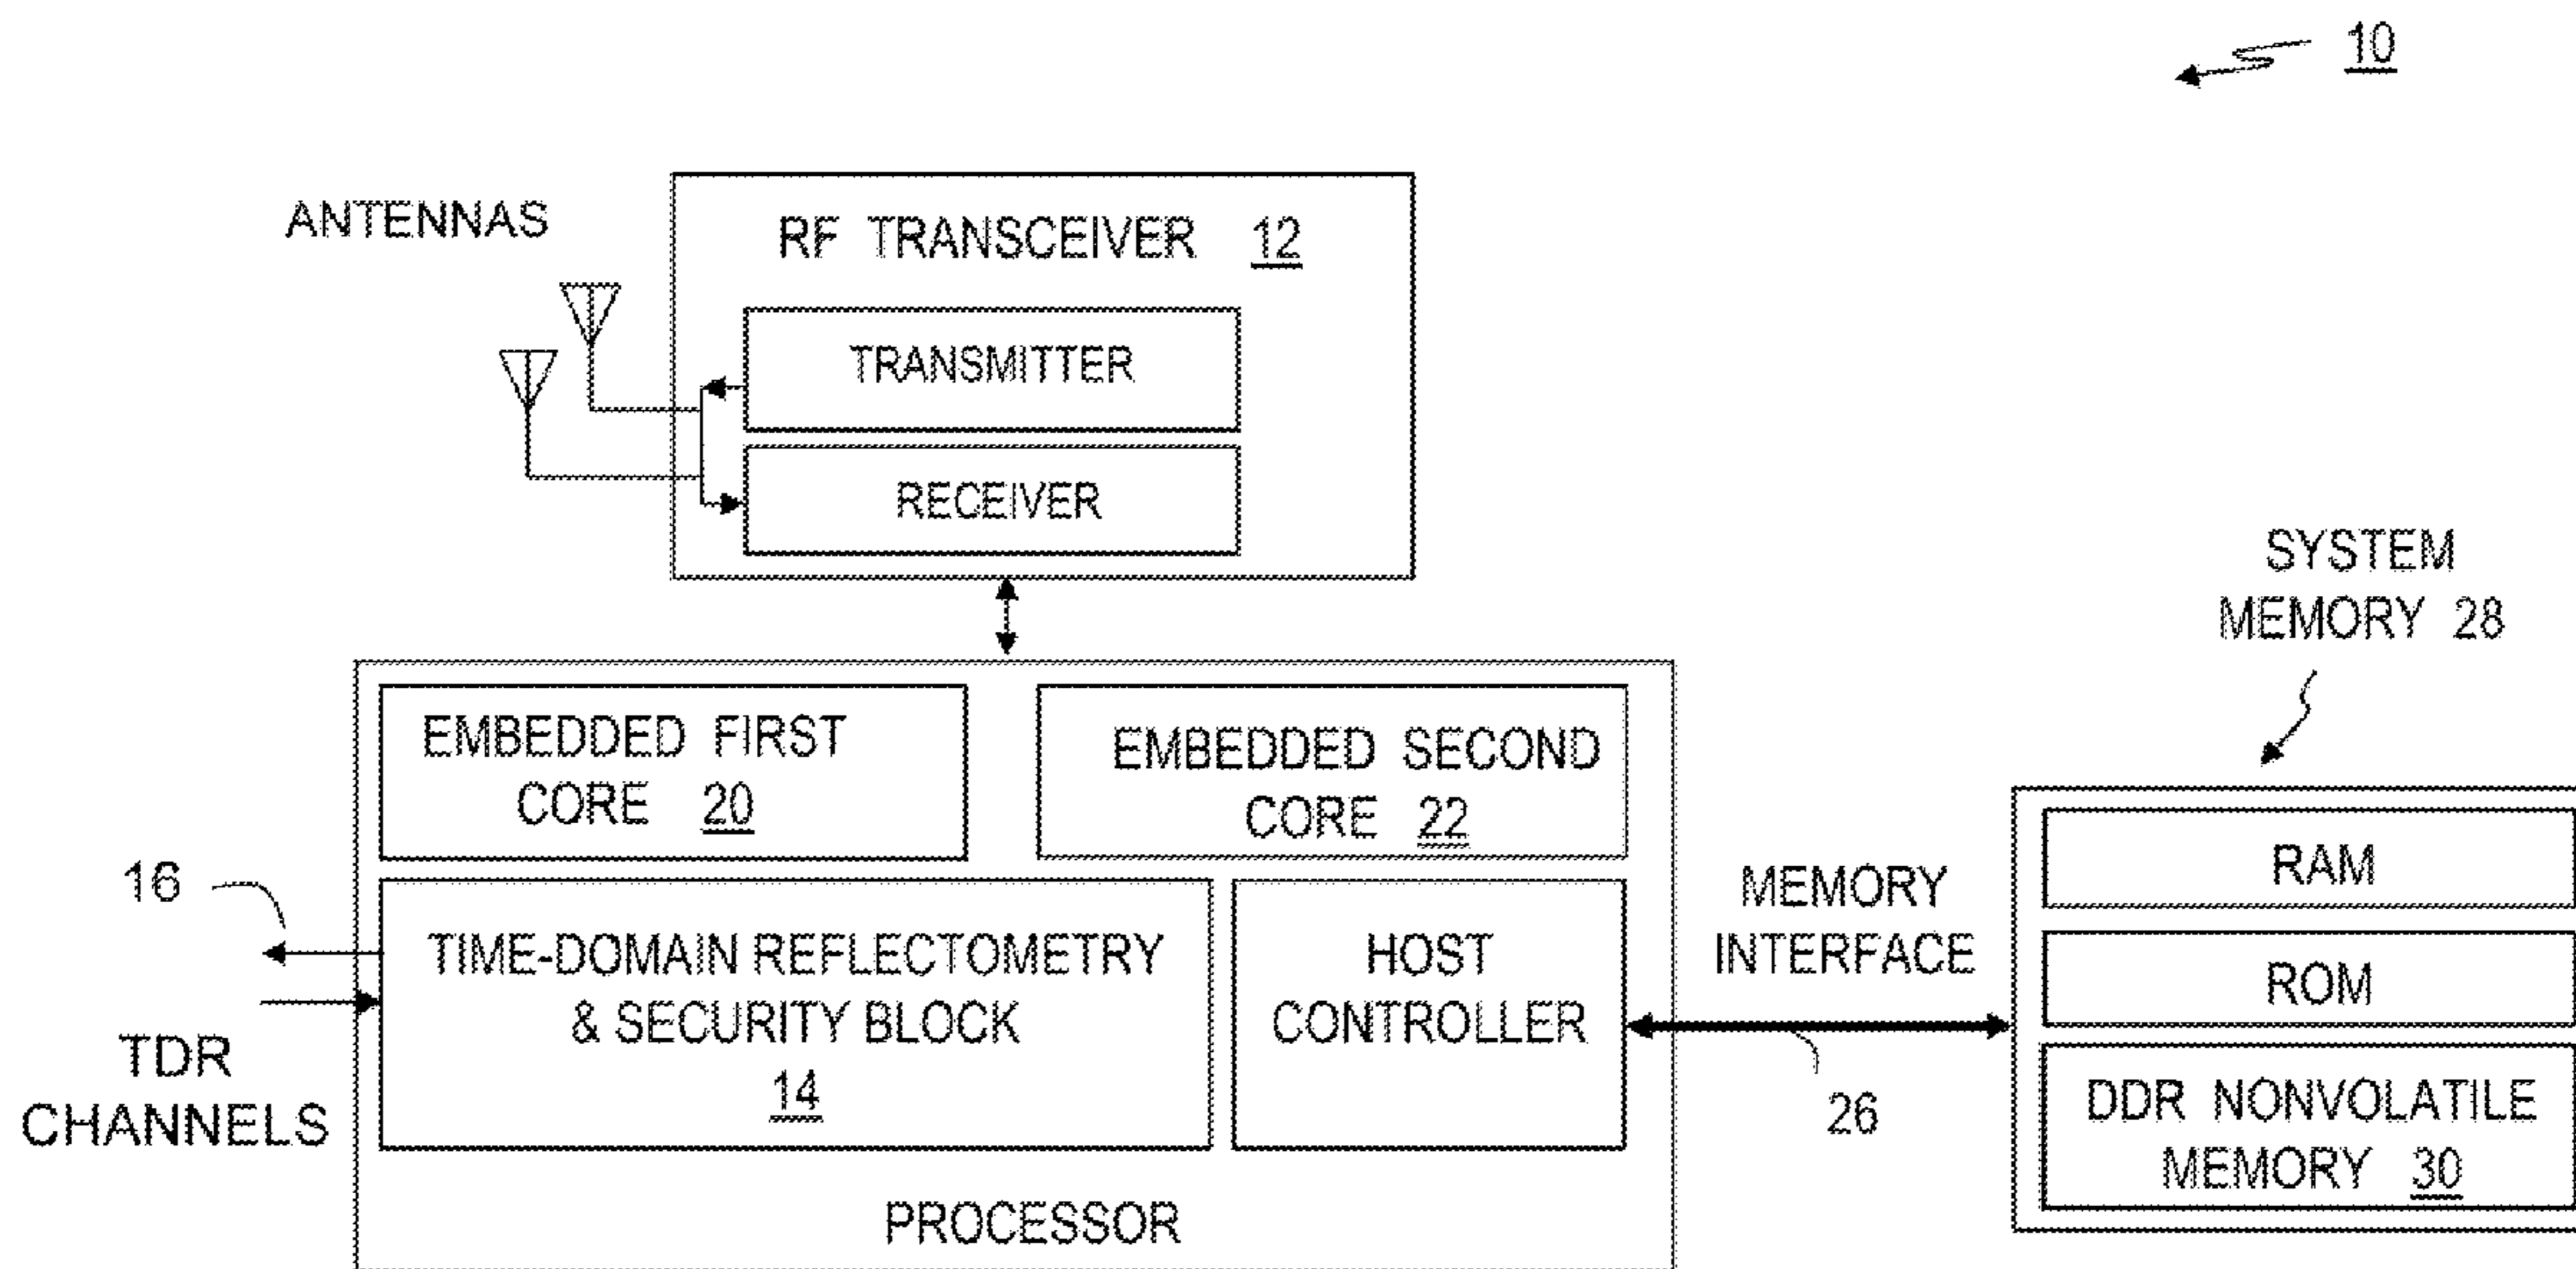 10
ANTENNAS
RF TRANSCEIVER 12
TRANSMITTER
RECEIVER
SYSTEM
MEMORY 28
EMBEDDED FIRST
CORE 20
EMBEDDED SECOND
CORE 22
16
TDR
CHANNELS
TIME-DOMAIN REFLECTOMETRY
& SECURITY BLOCK
14
HOST
CONTROLLER
PROCESSOR
MEMORY
INTERFACE
26
RAM
ROM
DDR NONVOLATILE
MEMORY 30